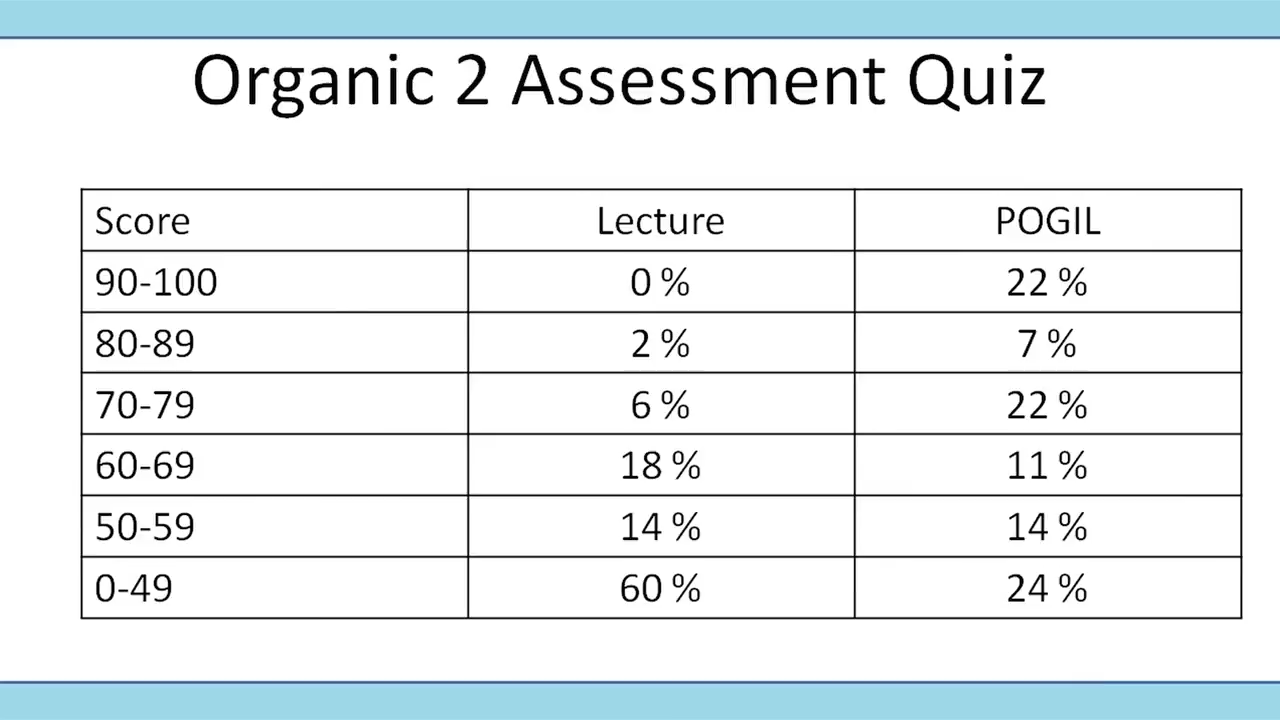 Organic 2 Assessment Quiz
Score Lecture POGIL
90-100 0 % 22 %
80-89 2 % 7 %
70-79 6 % 22 %
60-69 18 % 11 %
50-59 14 % 14 %
0-49 60 % 24 %